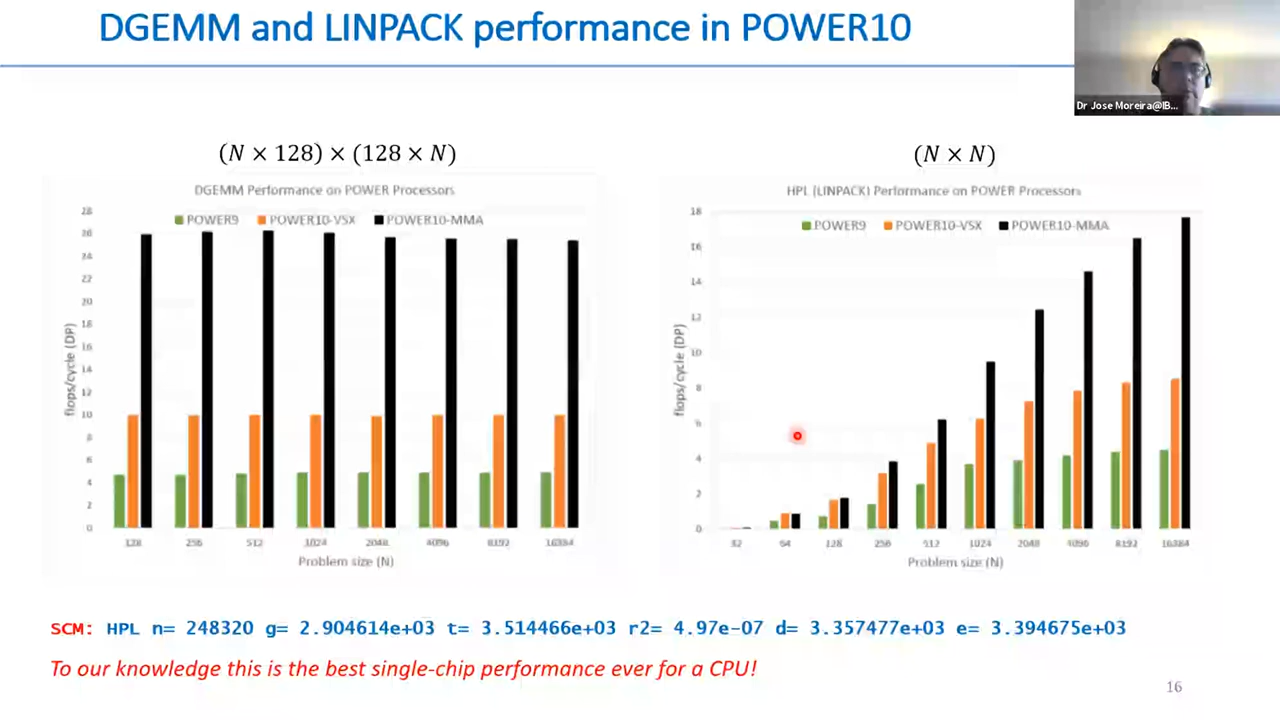 DGEMM and LINPACK performance in POWER10
Dr Jose Moreira@IB...
(N × 128) × (128 × N)
DGEMM Performance on POWER Processors
POWER9 POWER10-VSX POWER10-MMA
flops/cycle (DP)
28
26
24
22
20
18
16
14
12
10
8
6
4
2
0
128 256 512 1024 2048 4096 8192 16384
Problem size (N)
(N × N)
HPL (LINPACK) Performance on POWER Processors
POWER9 POWER10-VSX POWER10-MMA
flops/cycle (DP)
18
16
14
12
10
8
6
4
2
0
32 64 128 256 512 1024 2048 4096 8192 16384
Problem size (N)
SCM: HPL n= 248320 g= 2.904614e+03 t= 3.514466e+03 r2= 4.97e-07 d= 3.357477e+03 e= 3.394675e+03
To our knowledge this is the best single-chip performance ever for a CPU!
16